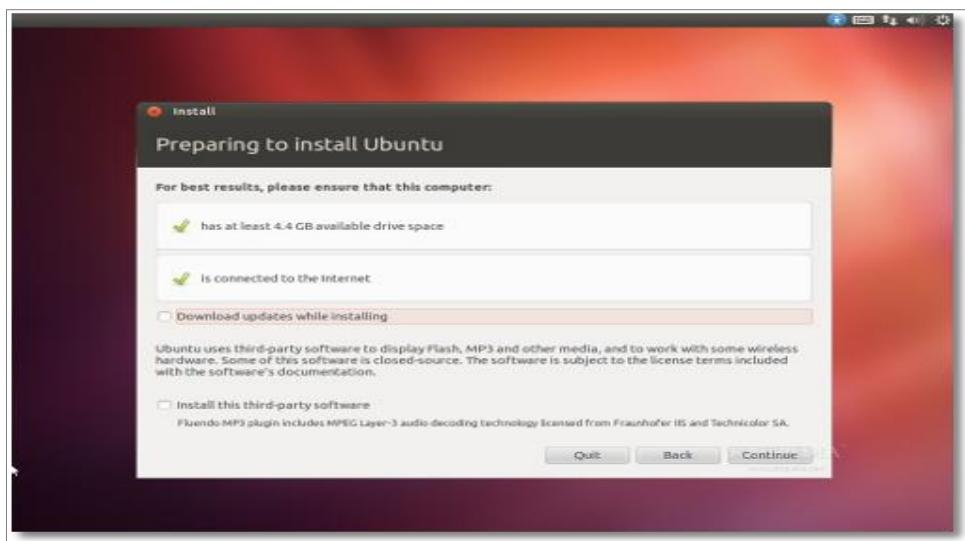 Install
Preparing to install Ubuntu
For best results, please ensure that this computer:
has at least 4.4 GB available drive space
is connected to the Internet
Download updates while installing
Ubuntu uses third-party software to display Flash, MP3 and other media, and to work with some wireless
hardware. Some of this software is closed-source. The software is subject to the license terms included
with the software's documentation.
Install this third-party software
Fluendo MP3 plugin includes MPEG Layer-3 audio decoding technology licensed from Fraunhofer IIS and Technicolor SA.
Quit Back Continue